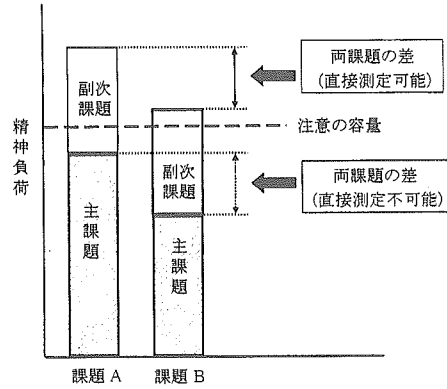 両課題の差
(直接測定可能)
副次
課題
注意の容量
精神負荷
副次
課題
両課題の差
(直接測定不可能)
主課題
主課題
課題 A
課題 B